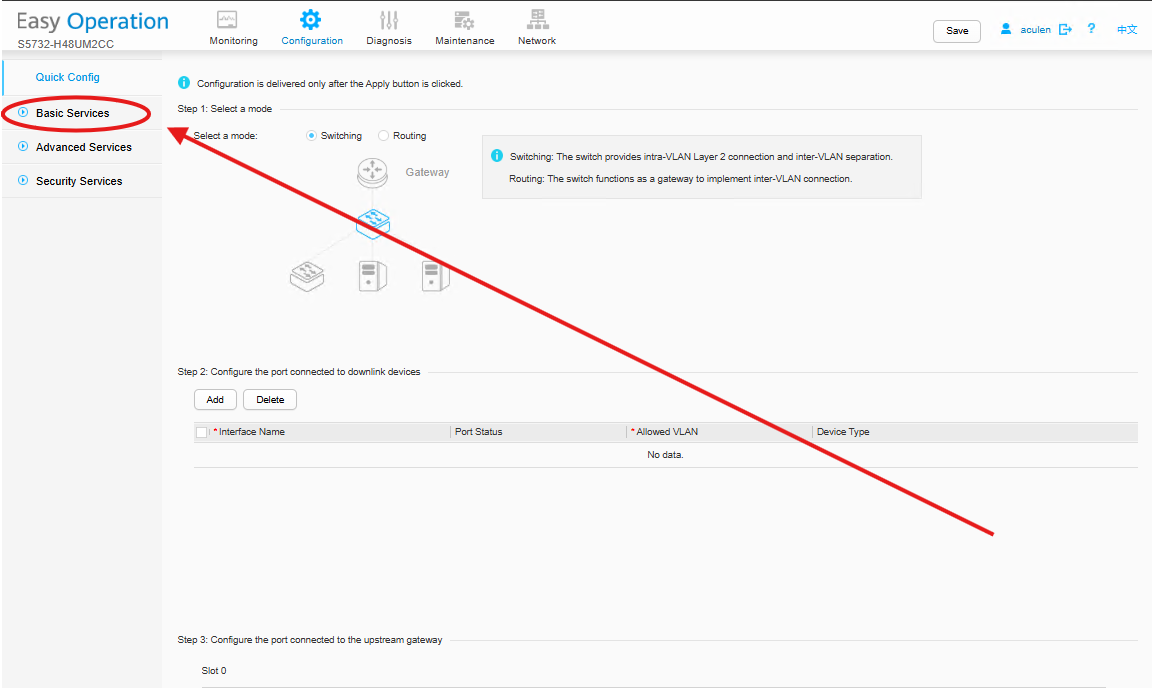 Easy Operation
S5732-H48UM2CC
Monitoring
Configuration
Diagnosis
Maintenance
Network
Save
aculen
?
中文
Quick Config
Basic Services
Advanced Services
Security Services
Configuration is delivered only after the Apply button is clicked.
Step 1: Select a mode
Select a mode:
Switching
Routing
Gateway
Switching: The switch provides intra-VLAN Layer 2 connection and inter-VLAN separation.
Routing: The switch functions as a gateway to implement inter-VLAN connection.
Step 2: Configure the port connected to downlink devices
Add
Delete
*Interface Name
Port Status
*Allowed VLAN
Device Type
No data.
Step 3: Configure the port connected to the upstream gateway
Slot 0